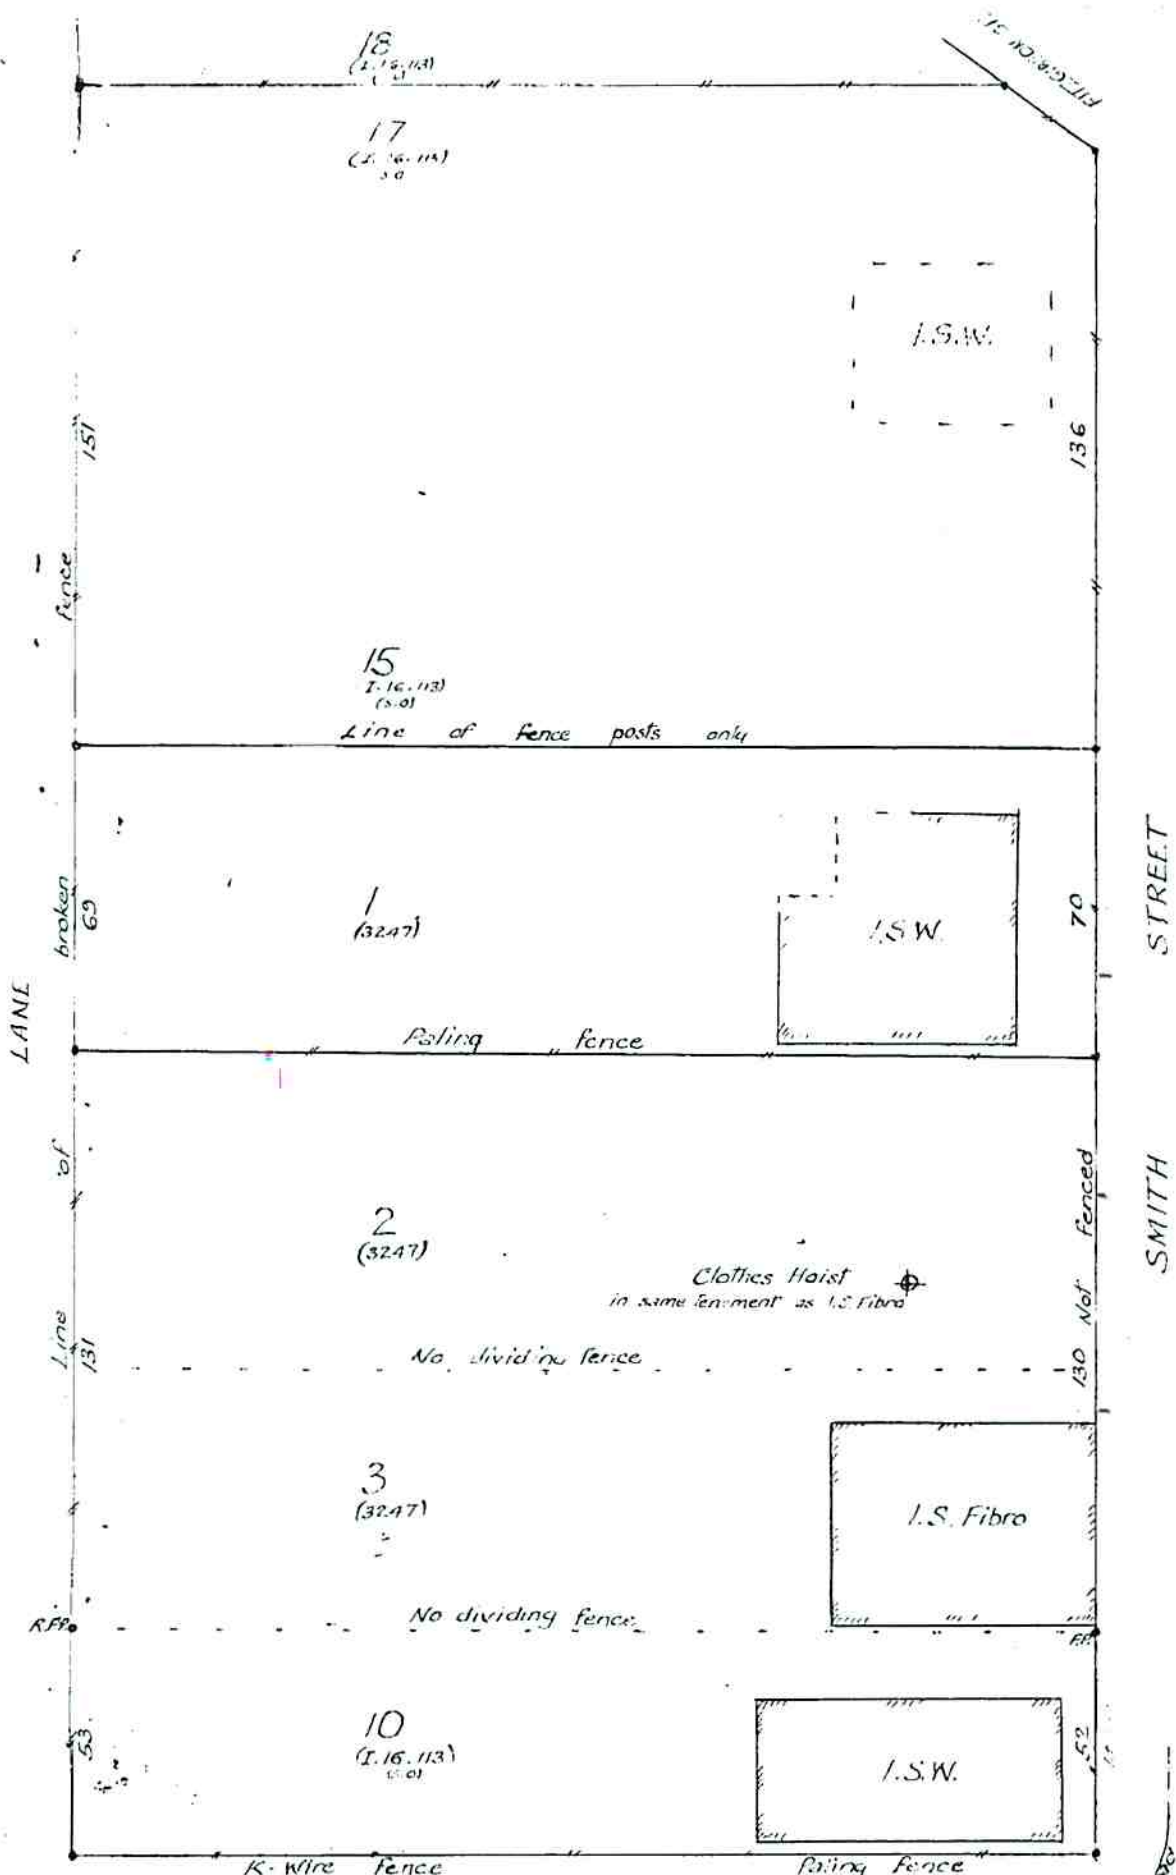 18
FITZGIBBON ST.
17
I.S.W.
151
136
fence
15
I.16.113)
(S.O)
Line of fence posts only
broken
69
1
(3247)
I.S.W.
70
STREET
LANE
Paling fence
of
2
(3247)
Not fenced
SMITH
Clothes Hoist
in same tenement as I.S. Fibro
Line
131
No dividing fence
130
3
(3247)
I.S. Fibro
R.F.P.
No dividing fence
F.P.
53
10
(I.16.113)
(S.O)
I.S.W.
52
K-Wire fence
Paling fence